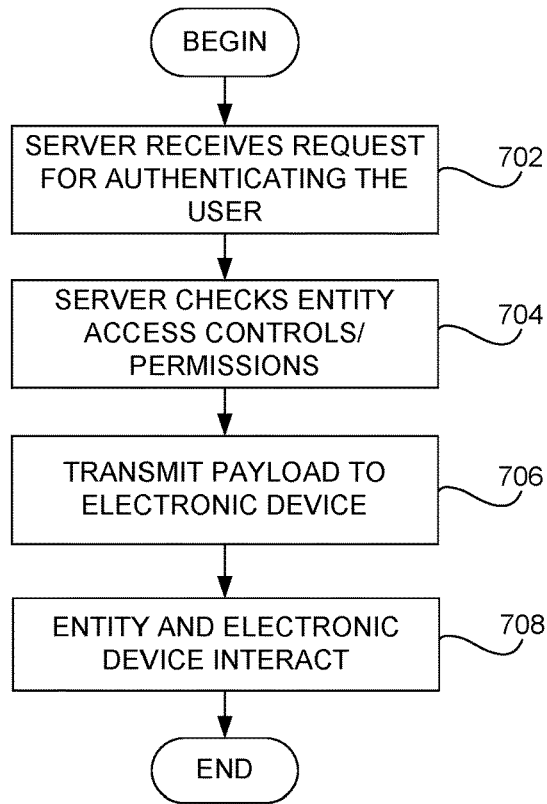 BEGIN
SERVER RECEIVES REQUEST
FOR AUTHENTICATING THE
USER
702
SERVER CHECKS ENTITY
ACCESS CONTROLS/
PERMISSIONS
704
TRANSMIT PAYLOAD TO
ELECTRONIC DEVICE
706
ENTITY AND ELECTRONIC
DEVICE INTERACT
708
END